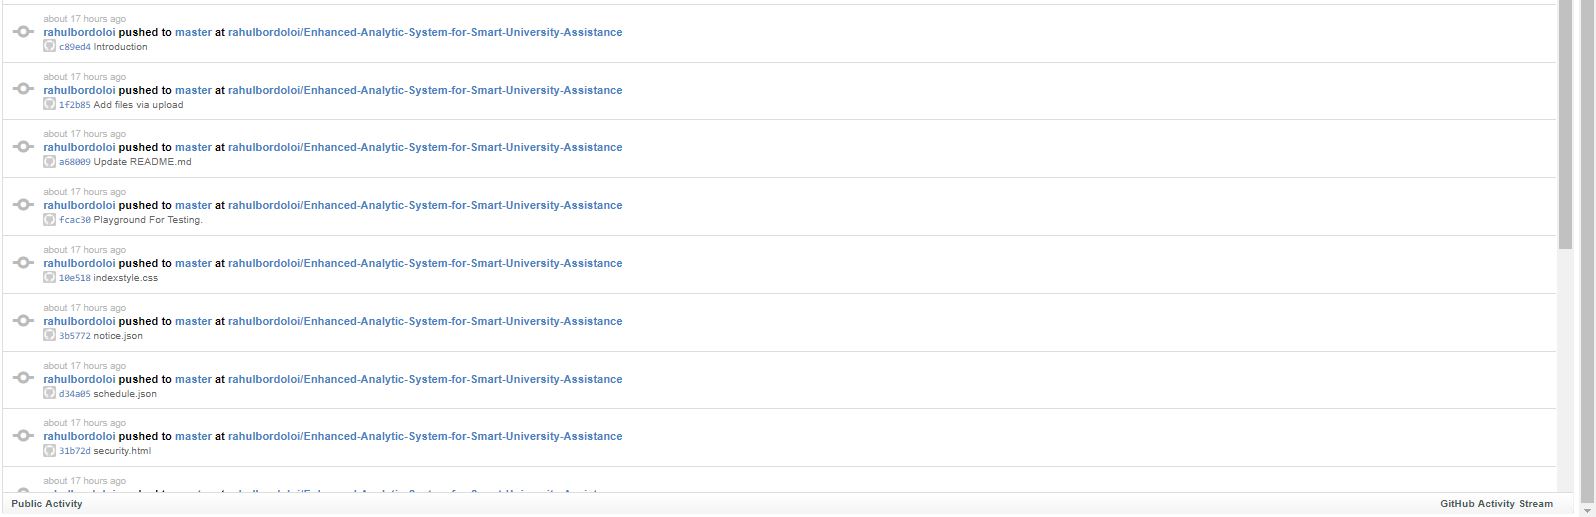 about 17 hours ago
rahulbordoloi pushed to master at rahulbordoloi/Enhanced-Analytic-System-for-Smart-University-Assistance
c89ed4 Introduction
about 17 hours ago
rahulbordoloi pushed to master at rahulbordoloi/Enhanced-Analytic-System-for-Smart-University-Assistance
1f2b85 Add files via upload
about 17 hours ago
rahulbordoloi pushed to master at rahulbordoloi/Enhanced-Analytic-System-for-Smart-University-Assistance
a68009 Update README.md
about 17 hours ago
rahulbordoloi pushed to master at rahulbordoloi/Enhanced-Analytic-System-for-Smart-University-Assistance
fcac30 Playground For Testing.
about 17 hours ago
rahulbordoloi pushed to master at rahulbordoloi/Enhanced-Analytic-System-for-Smart-University-Assistance
10e518 indexstyle.css
about 17 hours ago
rahulbordoloi pushed to master at rahulbordoloi/Enhanced-Analytic-System-for-Smart-University-Assistance
3b5772 notice.json
about 17 hours ago
rahulbordoloi pushed to master at rahulbordoloi/Enhanced-Analytic-System-for-Smart-University-Assistance
d34a05 schedule.json
about 17 hours ago
rahulbordoloi pushed to master at rahulbordoloi/Enhanced-Analytic-System-for-Smart-University-Assistance
31b72d security.html
about 17 hours ago
Public Activity GitHub Activity Stream